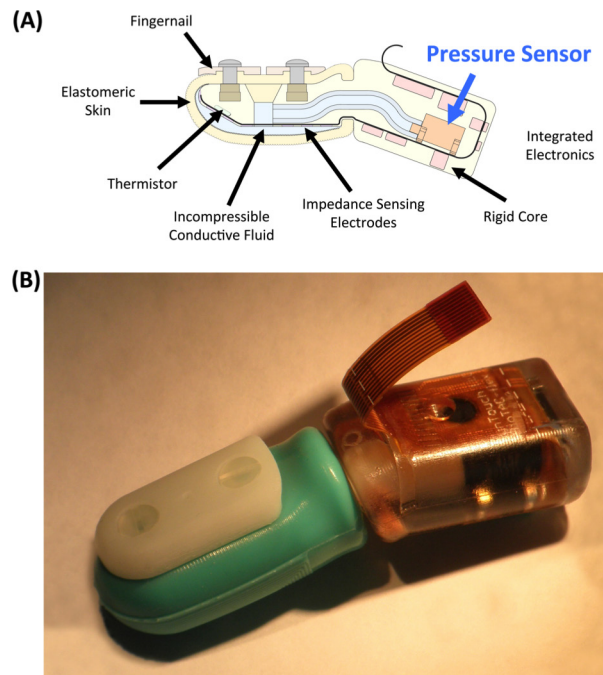 (A)
Fingernail
Pressure Sensor
Elastomeric
Skin
Integrated
Electronics
Thermistor
Incompressible
Conductive Fluid
Impedance Sensing
Electrodes
Rigid Core
(B)